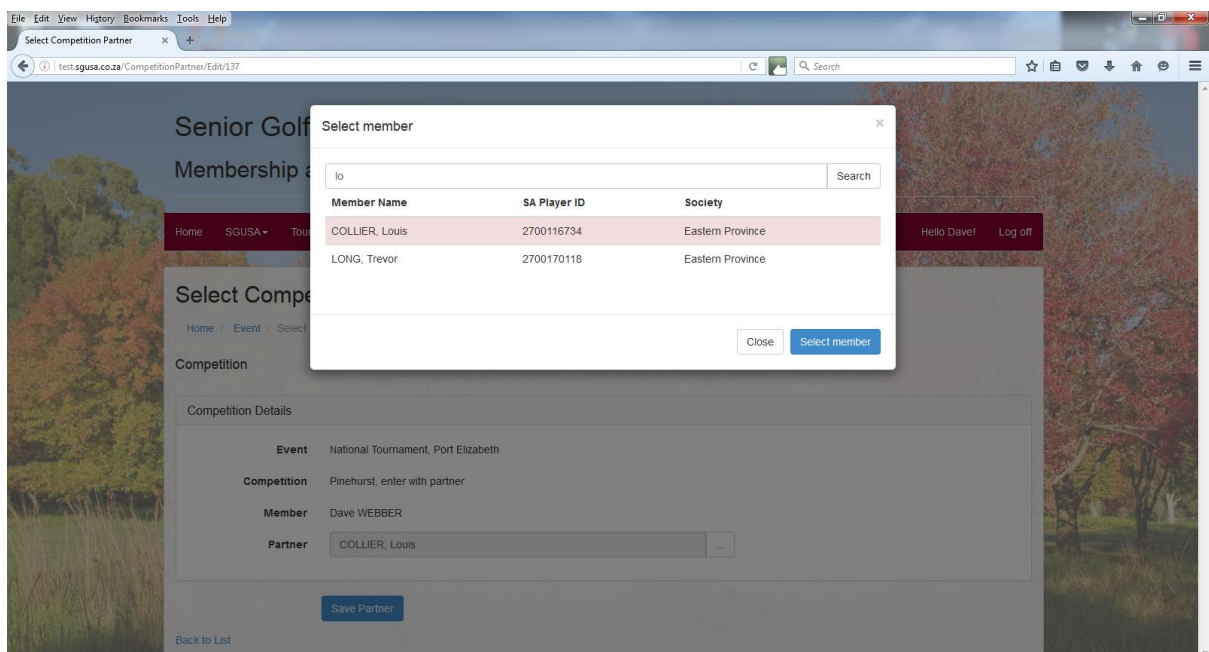 File Edit View History Bookmarks Tools Help
Select Competition Partner
test.sgusa.co.za/CompetitionPartner/Edit/137
Search
Senior Golf
Membership
Select member
lo
Search
Member Name SA Player ID Society
COLLIER, Louis 2700116734 Eastern Province
LONG, Trevor 2700170118 Eastern Province
Close Select member
Home SGUSA Tou Hello Dave! Log off
Select Compe
Home / Event / Select
Competition
Competition Details
Event National Tournament, Port Elizabeth
Competition Pinehurst, enter with partner
Member Dave WEBBER
Partner COLLIER, Louis ...
Save Partner
Back to List